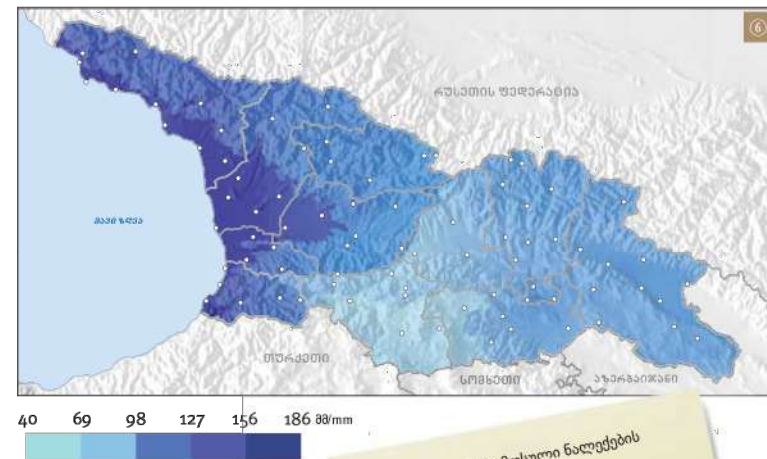 6
რუსეთის ფედერაცია
შავი ზღვა
თურქეთი
სომხეთი
აზერბაიჯანი
40 69 98 127 156 186 მმ/mm
ნალექების